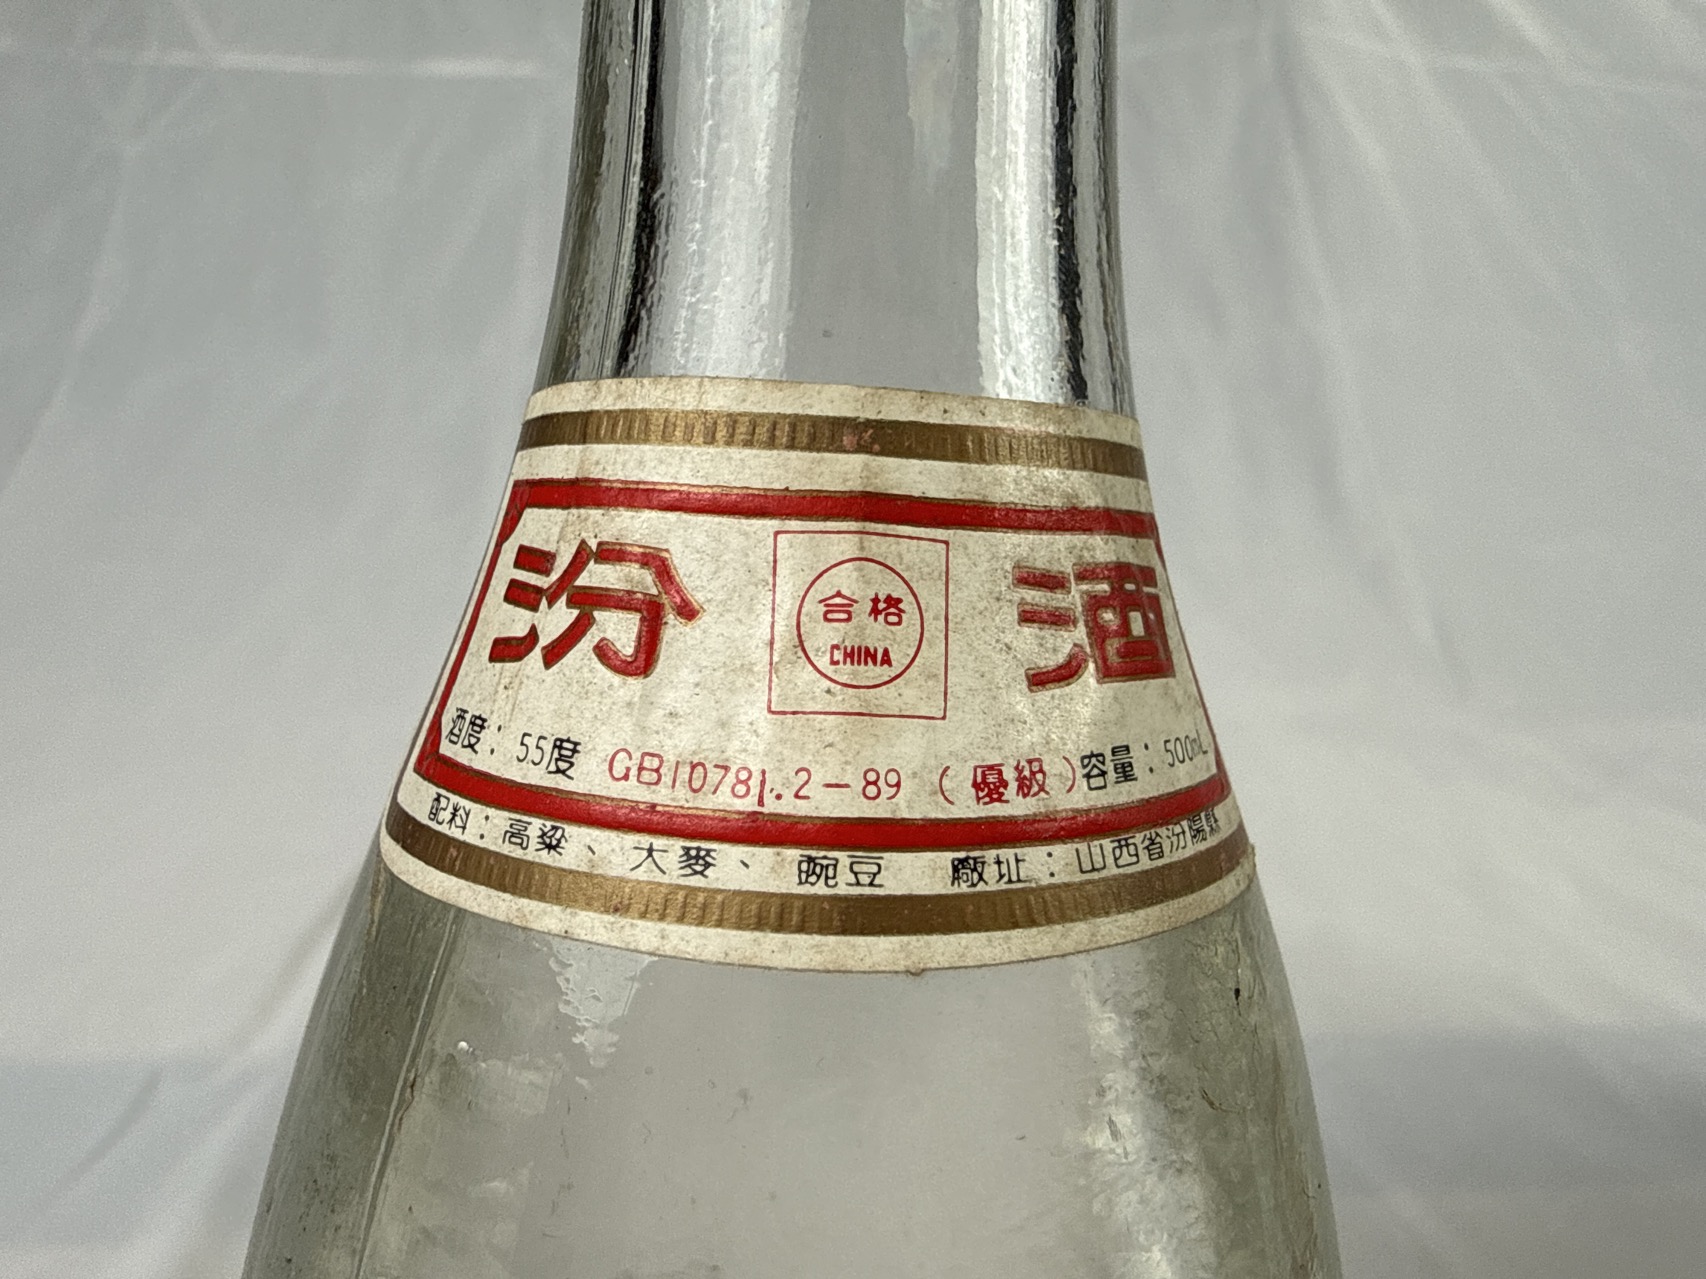 汾 酒
合格
CHINA
酒度：55度 GB10781.2－89（優級）容量：500mL
配料：高粱、大麥、豌豆 廠址：山西省汾陽縣